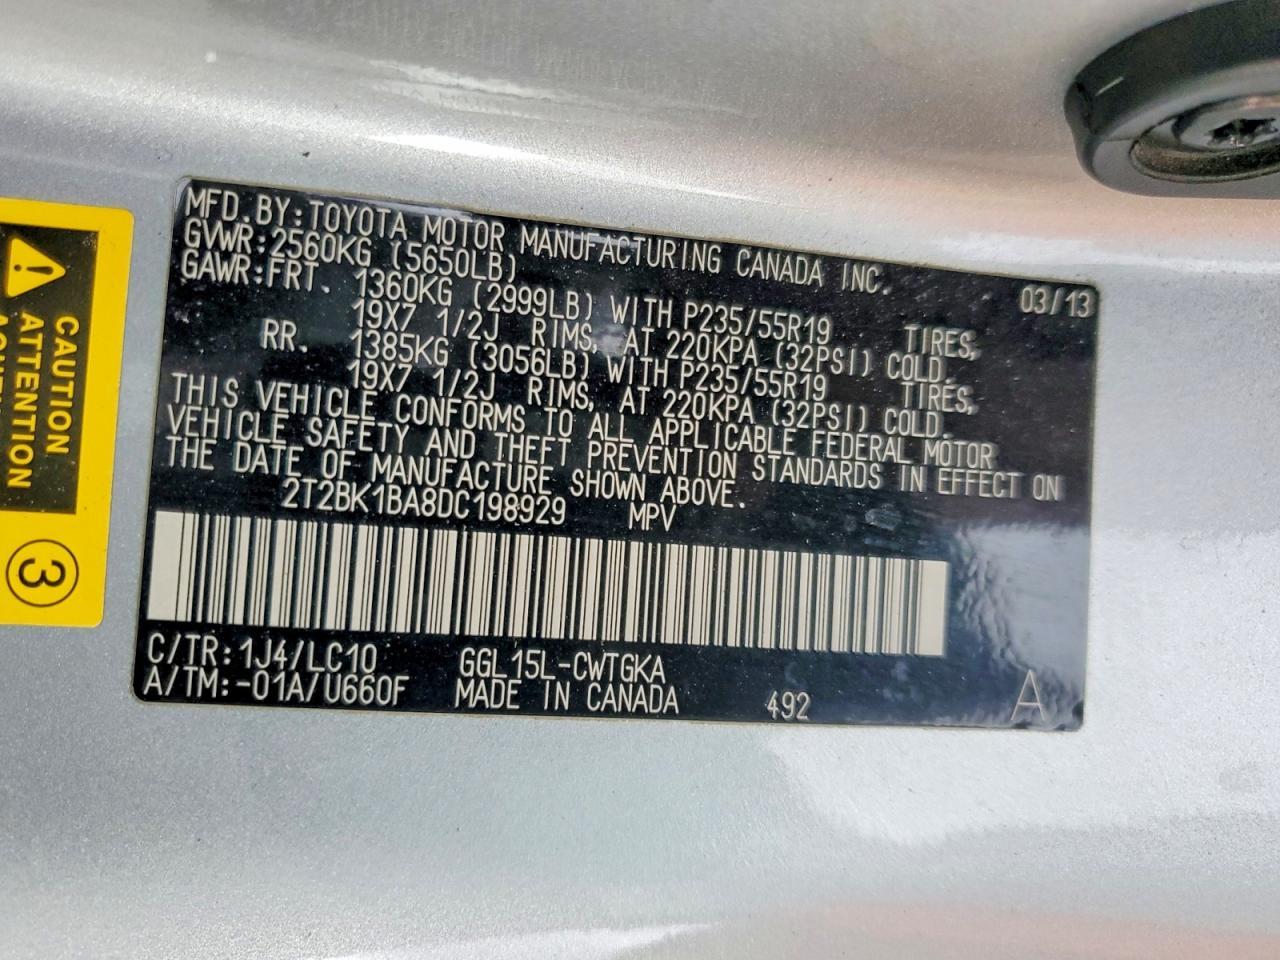 MFD.BY:TOYOTA MOTOR MANUFACTURING CANADA INC. 03/13
GVWR:2560KG (5650LB)
GAWR:FRT. 1360KG (2999LB) WITH P235/55R19 TIRES,
19X7 1/2J RIMS, AT 220KPA (32PSI) COLD.
RR. 1385KG (3056LB) WITH P235/55R19 TIRES,
19X7 1/2J RIMS, AT 220KPA (32PSI) COLD.
THIS VEHICLE CONFORMS TO ALL APPLICABLE FEDERAL MOTOR
VEHICLE SAFETY AND THEFT PREVENTION STANDARDS IN EFFECT ON
THE DATE OF MANUFACTURE SHOWN ABOVE.
2T2BK1BA8DC198929 MPV
C/TR:1J4/LC10 GGL15L-CWTGKA
A/TM:-01A/U660F MADE IN CANADA 492 A
CAUTION
ATTENTION
3